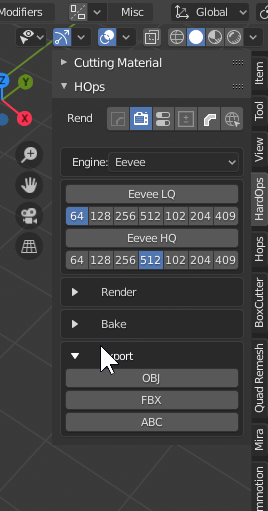 Modifiers Misc Global
Cutting Material
HOps
Rend
Engine: Eevee
Eevee LQ
64 128 256 512 102 204 409
Eevee HQ
64 128 256 512 102 204 409
Render
Bake
port
OBJ
FBX
ABC
Z
Y
X
Item
Tool
View
HardOps
Hops
BoxCutter
Quad Remesh
Mira
mmotion